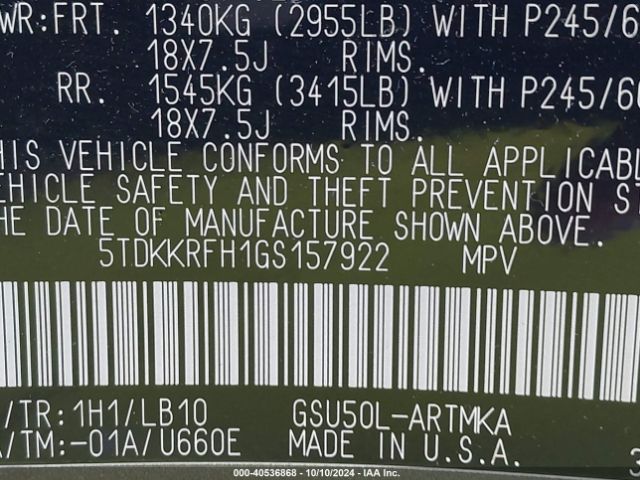 WR:FRT. 1340KG (2955LB) WITH P245/6
18X7.5J RIMS.
RR. 1545KG (3415LB) WITH P245/60
18X7.5J RIMS.
HIS VEHICLE CONFORMS TO ALL APPLICABL
EHICLE SAFETY AND THEFT PREVENTION S
HE DATE OF MANUFACTURE SHOWN ABOVE.
5TDKKRFH1GS157922 MPV
/TR:1H1/LB10 GSU50L-ARTMKA
A/TM:-01A/U660E MADE IN U.S.A.
000-40536868 - 10/10/2024 - IAA Inc.